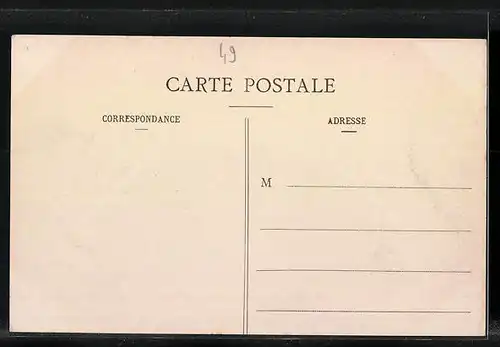 49
CARTE POSTALE
CORRESPONDANCE
ADRESSE
M